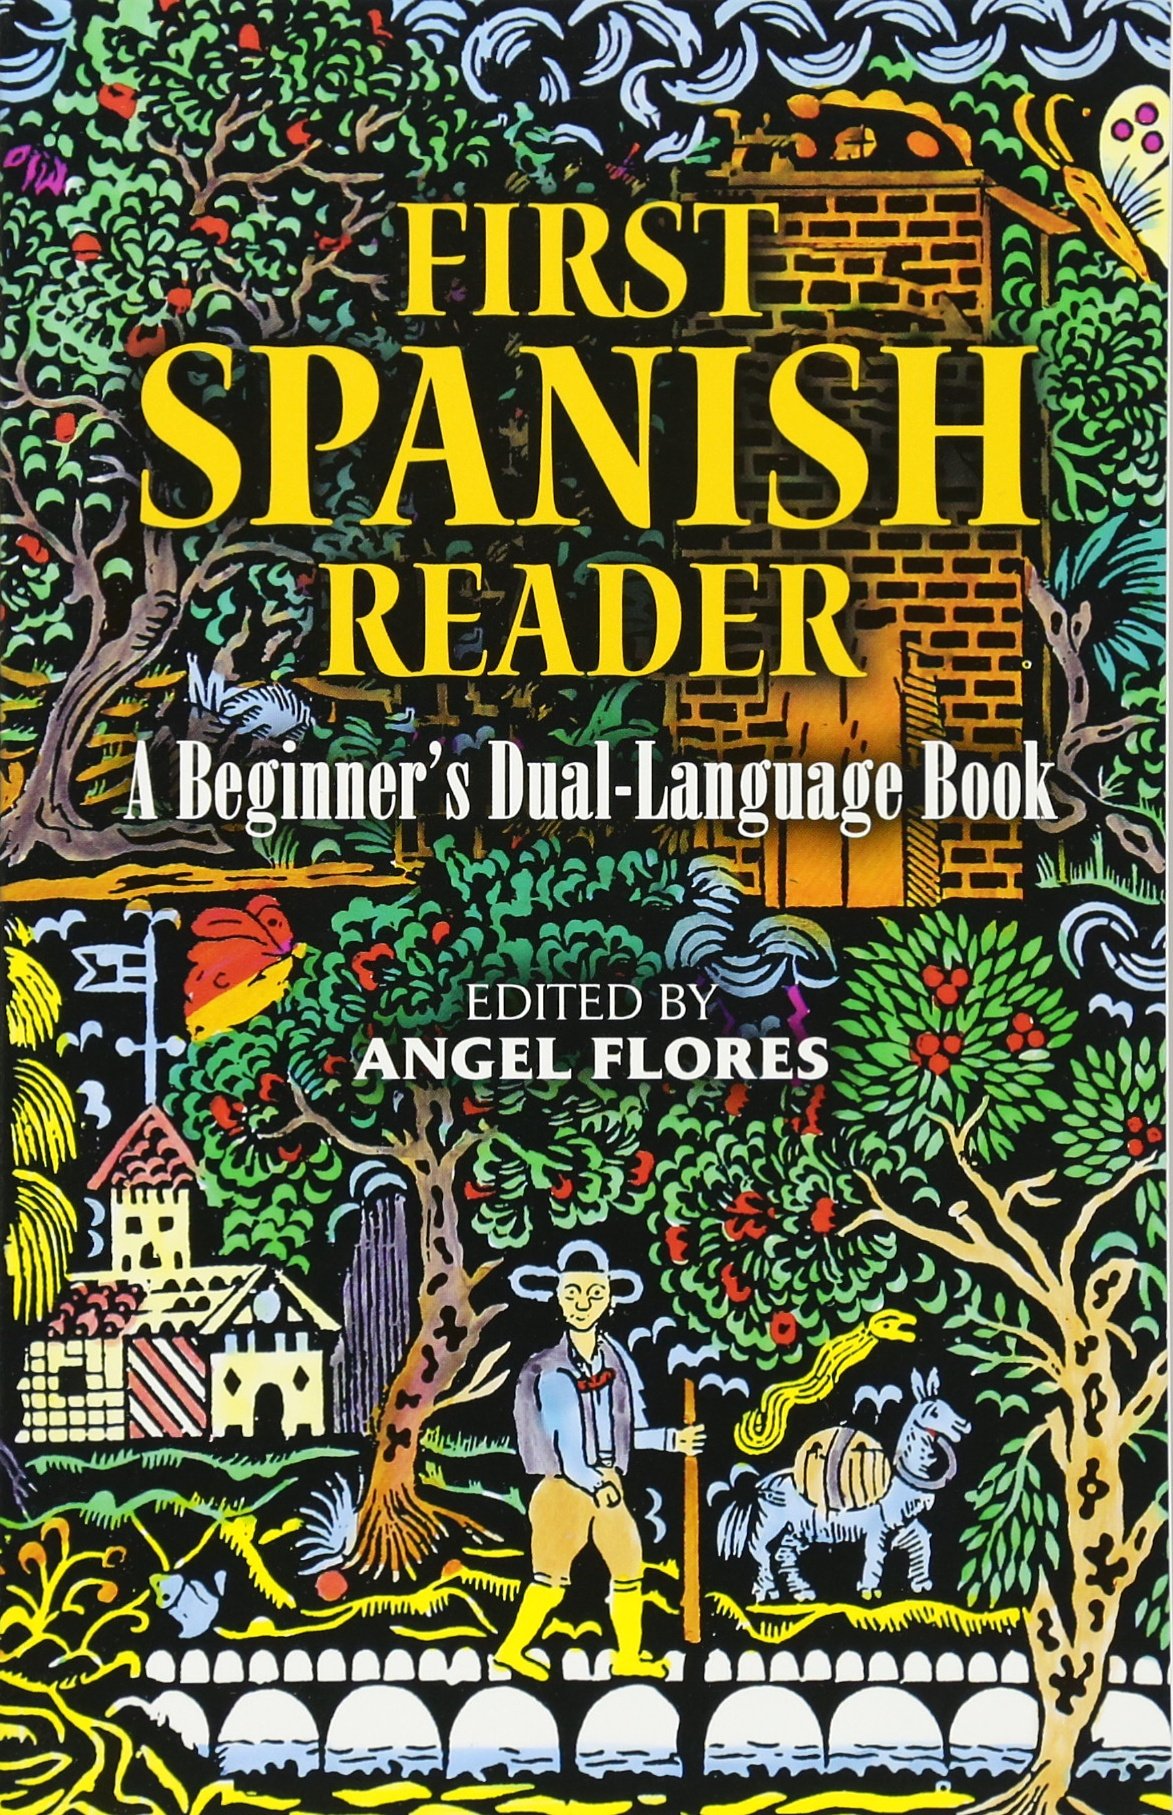 FIRST
SPANISH
READER
A Beginner's Dual-Language Book
EDITED BY
ANGEL FLORES